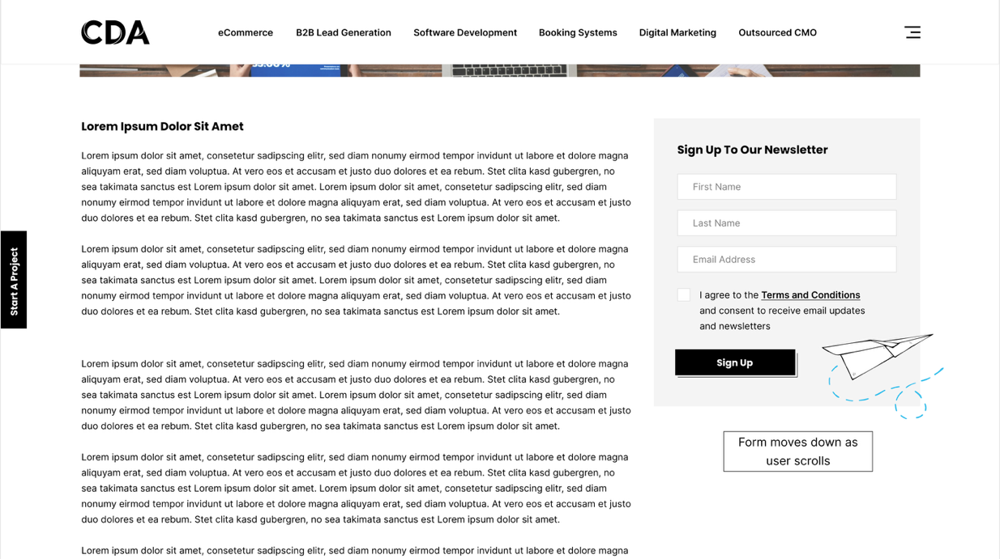 CDA
eCommerce
B2B Lead Generation
Software Development
Booking Systems
Digital Marketing
Outsourced CMO
Lorem Ipsum Dolor Sit Amet
Lorem ipsum dolor sit amet, consetetur sadipscing elitr, sed diam nonumy eirmod tempor invidunt ut labore et dolore magna
aliquyam erat, sed diam voluptua. At vero eos et accusam et justo duo dolores et ea rebum. Stet clita kasd gubergren, no
sea takimata sanctus est Lorem ipsum dolor sit amet. Lorem ipsum dolor sit amet, consetetur sadipscing elitr, sed diam
nonumy eirmod tempor invidunt ut labore et dolore magna aliquyam erat, sed diam voluptua. At vero eos et accusam et justo
duo dolores et ea rebum. Stet clita kasd gubergren, no sea takimata sanctus est Lorem ipsum dolor sit amet.
Lorem ipsum dolor sit amet, consetetur sadipscing elitr, sed diam nonumy eirmod tempor invidunt ut labore et dolore magna
aliquyam erat, sed diam voluptua. At vero eos et accusam et justo duo dolores et ea rebum. Stet clita kasd gubergren, no
sea takimata sanctus est Lorem ipsum dolor sit amet. Lorem ipsum dolor sit amet, consetetur sadipscing elitr, sed diam
nonumy eirmod tempor invidunt ut labore et dolore magna aliquyam erat, sed diam voluptua. At vero eos et accusam et justo
duo dolores et ea rebum. Stet clita kasd gubergren, no sea takimata sanctus est Lorem ipsum dolor sit amet.
Lorem ipsum dolor sit amet, consetetur sadipscing elitr, sed diam nonumy eirmod tempor invidunt ut labore et dolore magna
aliquyam erat, sed diam voluptua. At vero eos et accusam et justo duo dolores et ea rebum. Stet clita kasd gubergren, no
sea takimata sanctus est Lorem ipsum dolor sit amet. Lorem ipsum dolor sit amet, consetetur sadipscing elitr, sed diam
nonumy eirmod tempor invidunt ut labore et dolore magna aliquyam erat, sed diam voluptua. At vero eos et accusam et justo
duo dolores et ea rebum. Stet clita kasd gubergren, no sea takimata sanctus est Lorem ipsum dolor sit amet.
Lorem ipsum dolor sit amet, consetetur sadipscing elitr, sed diam nonumy eirmod tempor invidunt ut labore et dolore magna
aliquyam erat, sed diam voluptua. At vero eos et accusam et justo duo dolores et ea rebum. Stet clita kasd gubergren, no
sea takimata sanctus est Lorem ipsum dolor sit amet. Lorem ipsum dolor sit amet, consetetur sadipscing elitr, sed diam
nonumy eirmod tempor invidunt ut labore et dolore magna aliquyam erat, sed diam voluptua. At vero eos et accusam et justo
duo dolores et ea rebum. Stet clita kasd gubergren, no sea takimata sanctus est Lorem ipsum dolor sit amet.
Lorem ipsum dolor sit amet, consetetur sadipscing elitr, sed diam nonumy eirmod tempor invidunt ut labore et dolore magna
Start A Project
Sign Up To Our Newsletter
First Name
Last Name
Email Address
I agree to the Terms and Conditions
and consent to receive email updates
and newsletters
Sign Up
Form moves down as
user scrolls